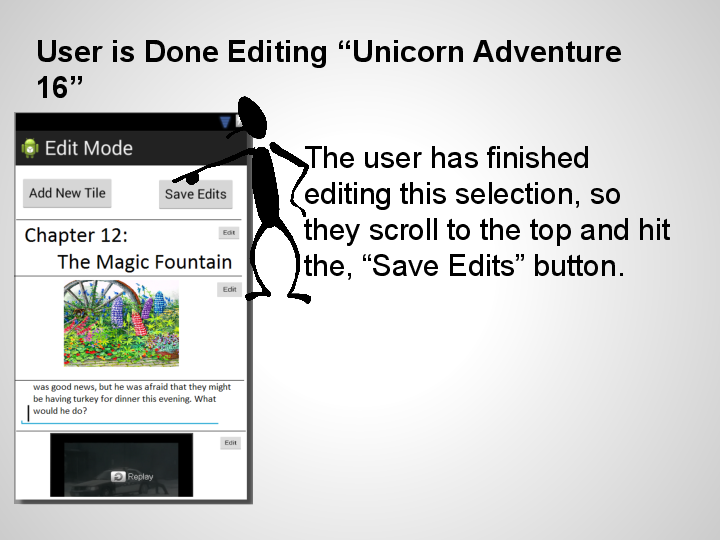 User is Done Editing “Unicorn Adventure
16”
Edit Mode
Add New Tile
Save Edits
Chapter 12:
Edit
The Magic Fountain
Edit
was good news, but he was afraid that they might
be having turkey for dinner this evening. What
would he do?
Edit
Replay
The user has finished
editing this selection, so
they scroll to the top and hit
the, “Save Edits” button.